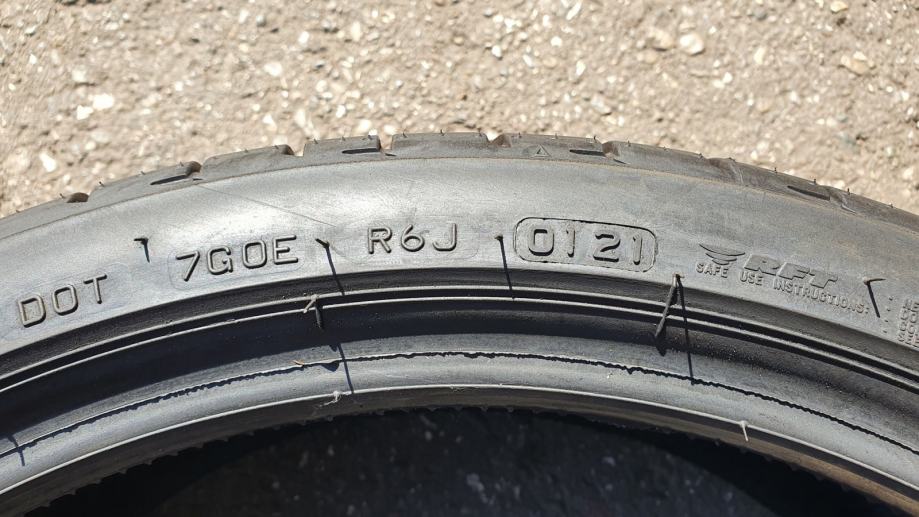 DOT 7G0E R6J 0121
RFT
SAFE USE INSTRUCTIONS: